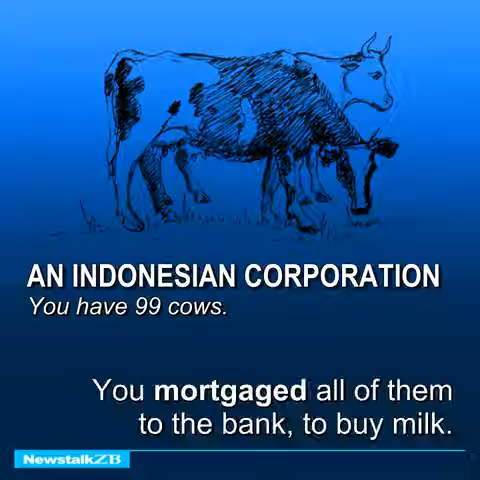 AN INDONESIAN CORPORATION
You have 99 cows.
You mortgaged all of them
to the bank, to buy milk.
NewstalkZB